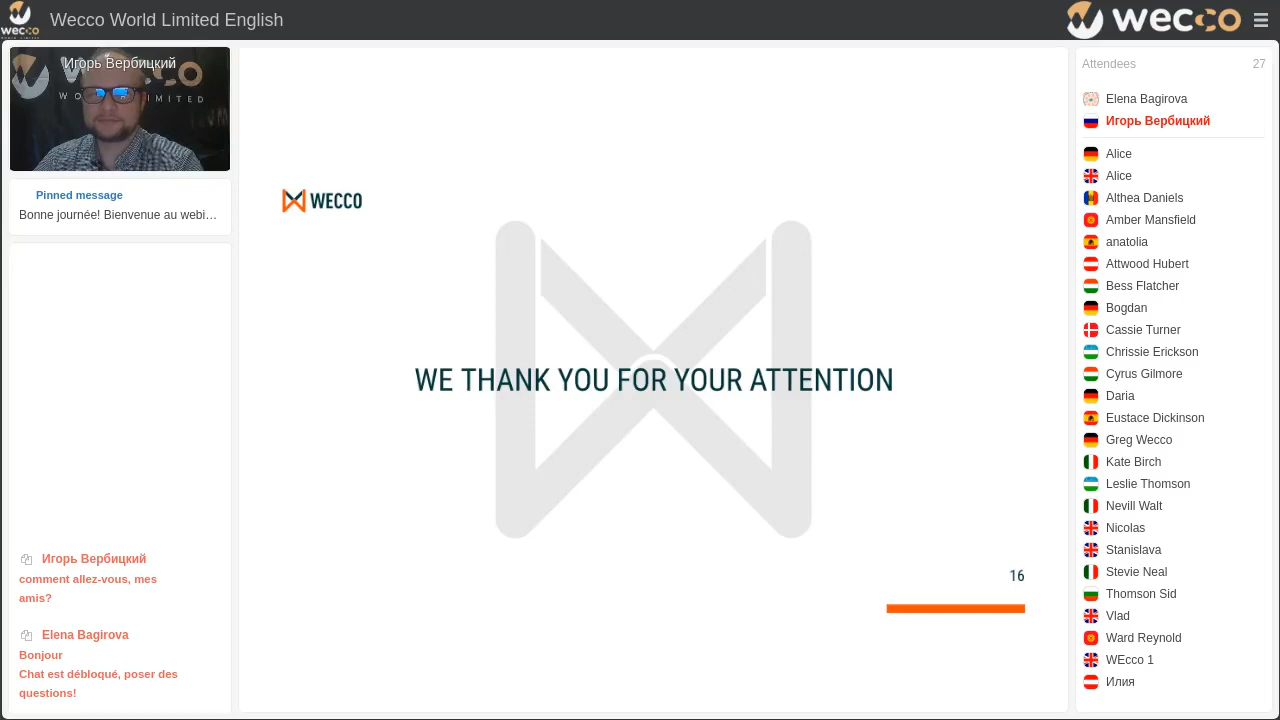 Wecco World Limited English
wecco
wecco
Игорь Вербицкий
Pinned message
Bonne journée! Bienvenue au webi…
Игорь Вербицкий
comment allez-vous, mes
amis?
Elena Bagirova
Bonjour
Chat est débloqué, poser des
questions!
WECCO
WE THANK YOU FOR YOUR ATTENTION
16
Attendees 27
Elena Bagirova
Игорь Вербицкий
Alice
Alice
Althea Daniels
Amber Mansfield
anatolia
Attwood Hubert
Bess Flatcher
Bogdan
Cassie Turner
Chrissie Erickson
Cyrus Gilmore
Daria
Eustace Dickinson
Greg Wecco
Kate Birch
Leslie Thomson
Nevill Walt
Nicolas
Stanislava
Stevie Neal
Thomson Sid
Vlad
Ward Reynold
WEcco 1
Илия